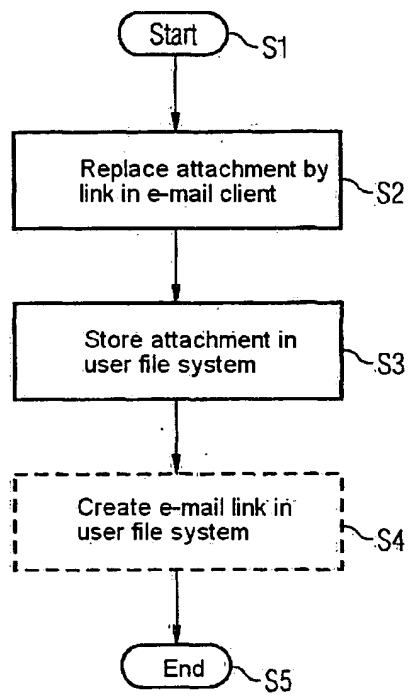 Start
S1
Replace attachment by
link in e-mail client
S2
Store attachment in
user file system
S3
Create e-mail link in
user file system
S4
End
S5